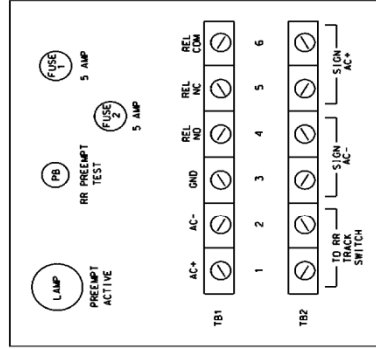 LAMP
PREEMPT
ACTIVE
PB
RR PREEMPT
TEST
FUSE
1
5 AMP
FUSE
2
5 AMP
AC+
AC-
GND
REL
NO
REL
NC
REL
COM
TB1
1
2
3
4
5
6
TB2
TO RR
TRACK
SWITCH
SIGN
AC-
SIGN
AC+